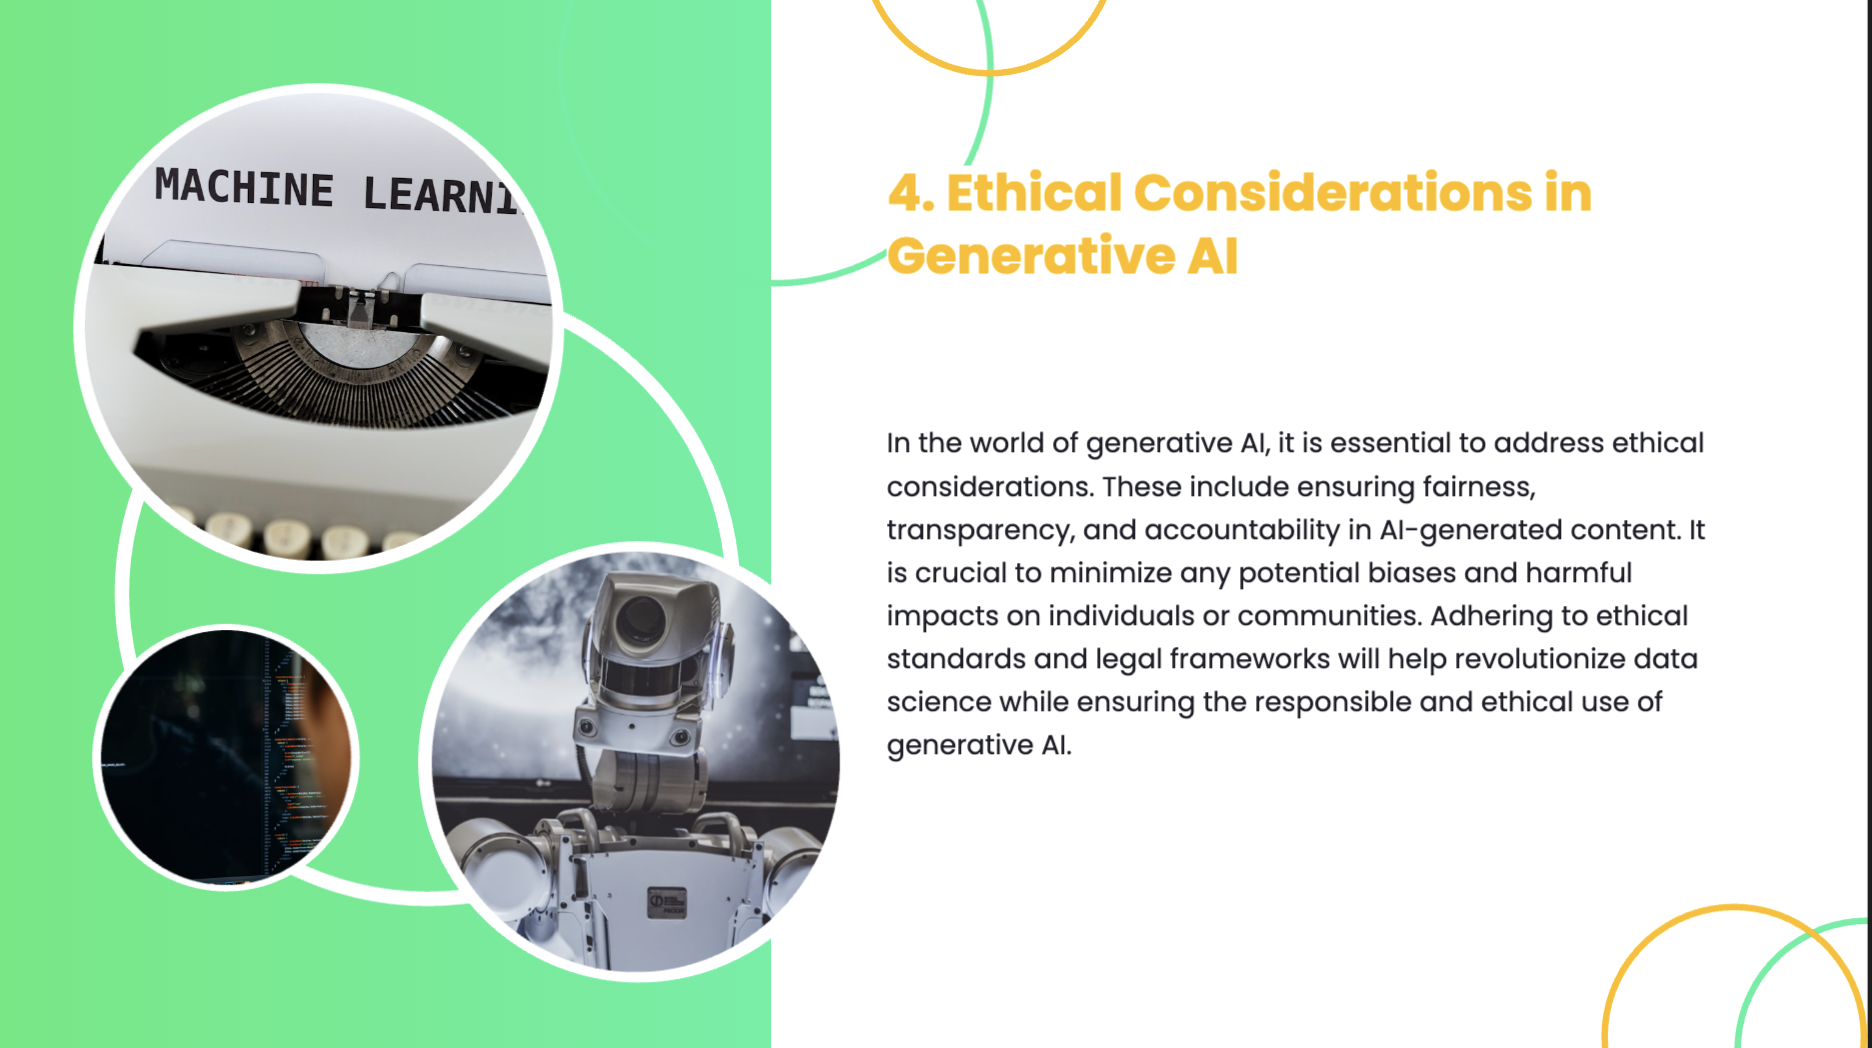 MACHINE LEARNI
4. Ethical Considerations in
Generative AI
In the world of generative AI, it is essential to address ethical
considerations. These include ensuring fairness,
transparency, and accountability in AI-generated content. It
is crucial to minimize any potential biases and harmful
impacts on individuals or communities. Adhering to ethical
standards and legal frameworks will help revolutionize data
science while ensuring the responsible and ethical use of
generative AI.